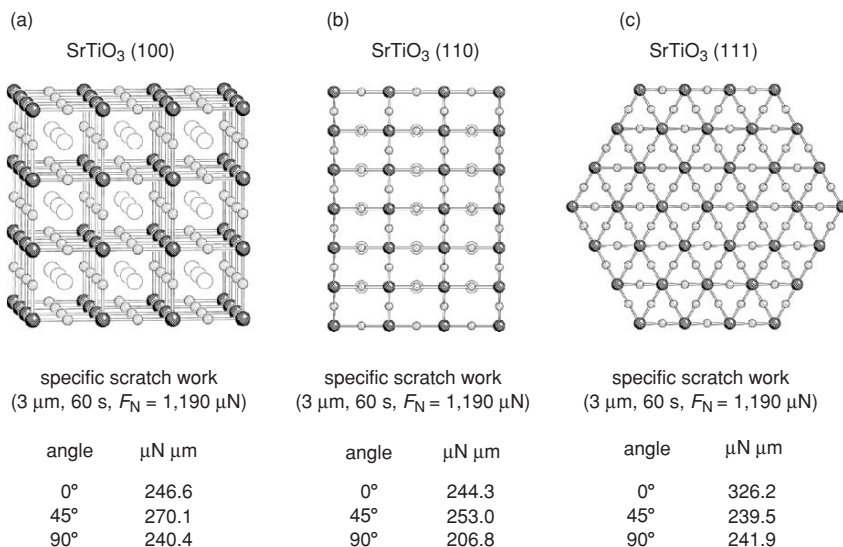 (a)
SrTiO₃ (100)
(b)
SrTiO₃ (110)
(c)
SrTiO₃ (111)
specific scratch work
(3 μm, 60 s, F_N = 1,190 μN)
angle μN μm
0° 246.6
45° 270.1
90° 240.4
specific scratch work
(3 μm, 60 s, F_N = 1,190 μN)
angle μN μm
0° 244.3
45° 253.0
90° 206.8
specific scratch work
(3 μm, 60 s, F_N = 1,190 μN)
angle μN μm
0° 326.2
45° 239.5
90° 241.9